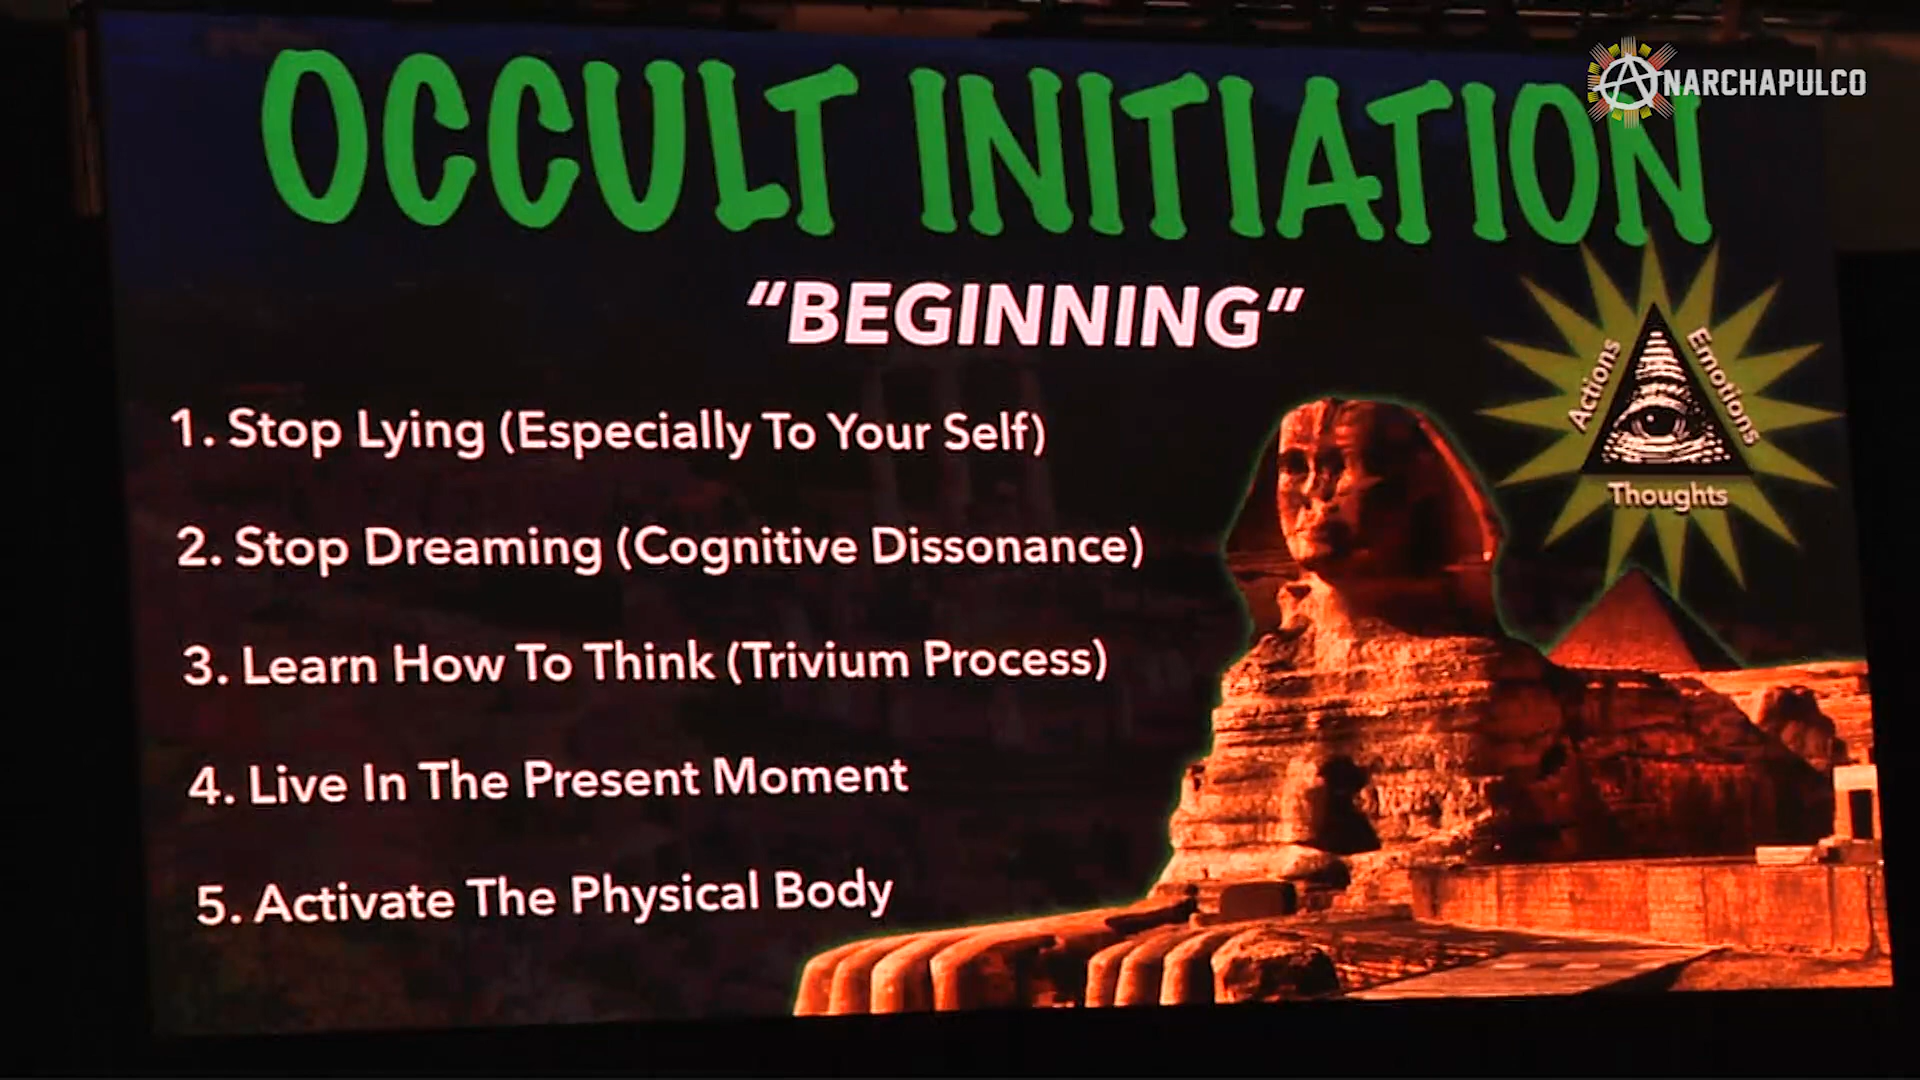 ANARCHAPULCO
OCCULT INITIATION
"BEGINNING"
1. Stop Lying (Especially To Your Self)
2. Stop Dreaming (Cognitive Dissonance)
3. Learn How To Think (Trivium Process)
4. Live In The Present Moment
5. Activate The Physical Body
Actions
Emotions
Thoughts